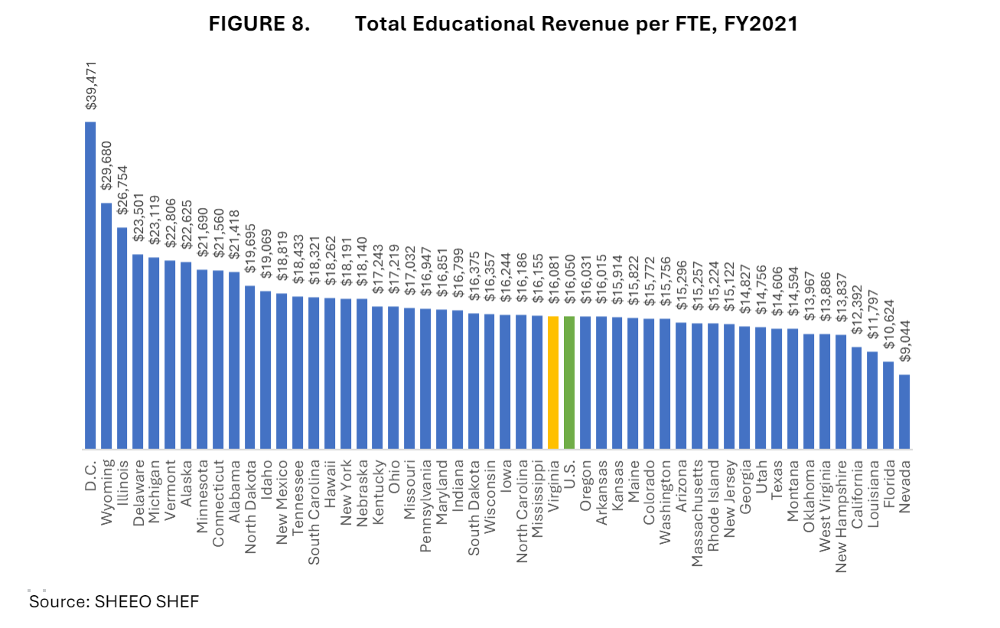 FIGURE 8. Total Educational Revenue per FTE, FY2021
$39,471
$29,680
$26,754
$23,501
$23,119
$22,806
$22,625
$21,690
$21,560
$21,418
$19,695
$19,069
$18,819
$18,433
$18,321
$18,262
$18,191
$18,140
$17,243
$17,219
$17,032
$16,947
$16,851
$16,799
$16,375
$16,357
$16,244
$16,186
$16,155
$16,081
$16,050
$16,031
$16,015
$15,914
$15,822
$15,772
$15,756
$15,296
$15,257
$15,224
$15,122
$14,827
$14,756
$14,606
$14,594
$13,967
$13,886
$13,837
$12,392
$11,797
$10,624
$9,044
D.C.
Wyoming
Illinois
Delaware
Michigan
Vermont
Alaska
Minnesota
Connecticut
Alabama
North Dakota
Idaho
New Mexico
Tennessee
South Carolina
Hawaii
New York
Nebraska
Kentucky
Ohio
Missouri
Pennsylvania
Maryland
Indiana
South Dakota
Wisconsin
Iowa
North Carolina
Mississippi
Virginia
U.S.
Oregon
Arkansas
Kansas
Maine
Colorado
Washington
Arizona
Massachusetts
Rhode Island
New Jersey
Georgia
Utah
Texas
Montana
Oklahoma
West Virginia
New Hampshire
California
Louisiana
Florida
Nevada
Source: SHEEO SHEF